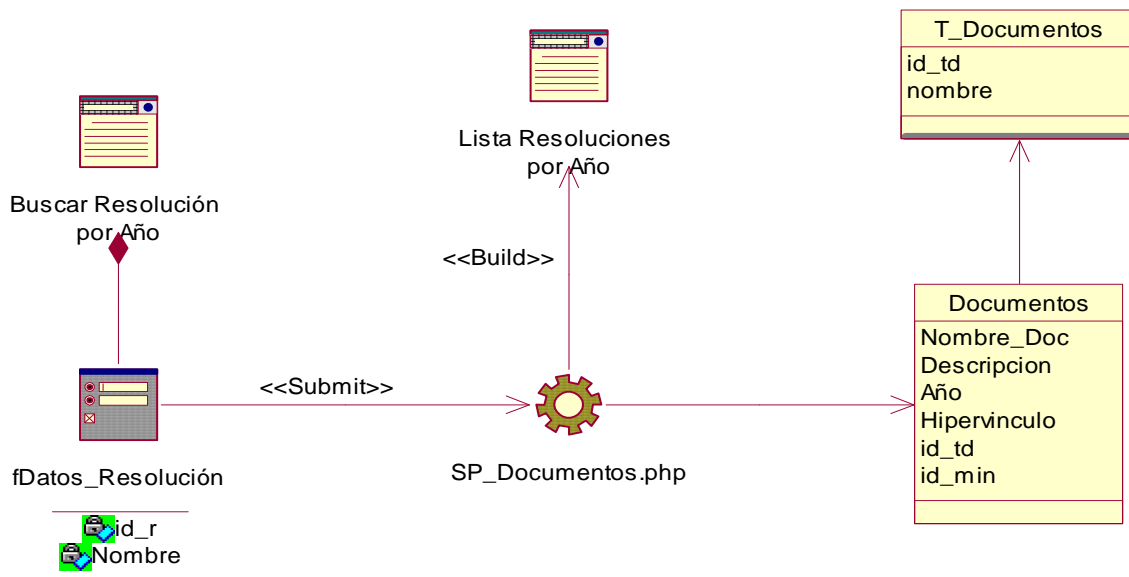 Buscar Resolución
por Año
fDatos_Resolución
id_r
Nombre
<<Submit>>
Lista Resoluciones
por Año
<<Build>>
SP_Documentos.php
T_Documentos
id_td
nombre
Documentos
Nombre_Doc
Descripcion
Año
Hipervinculo
id_td
id_min